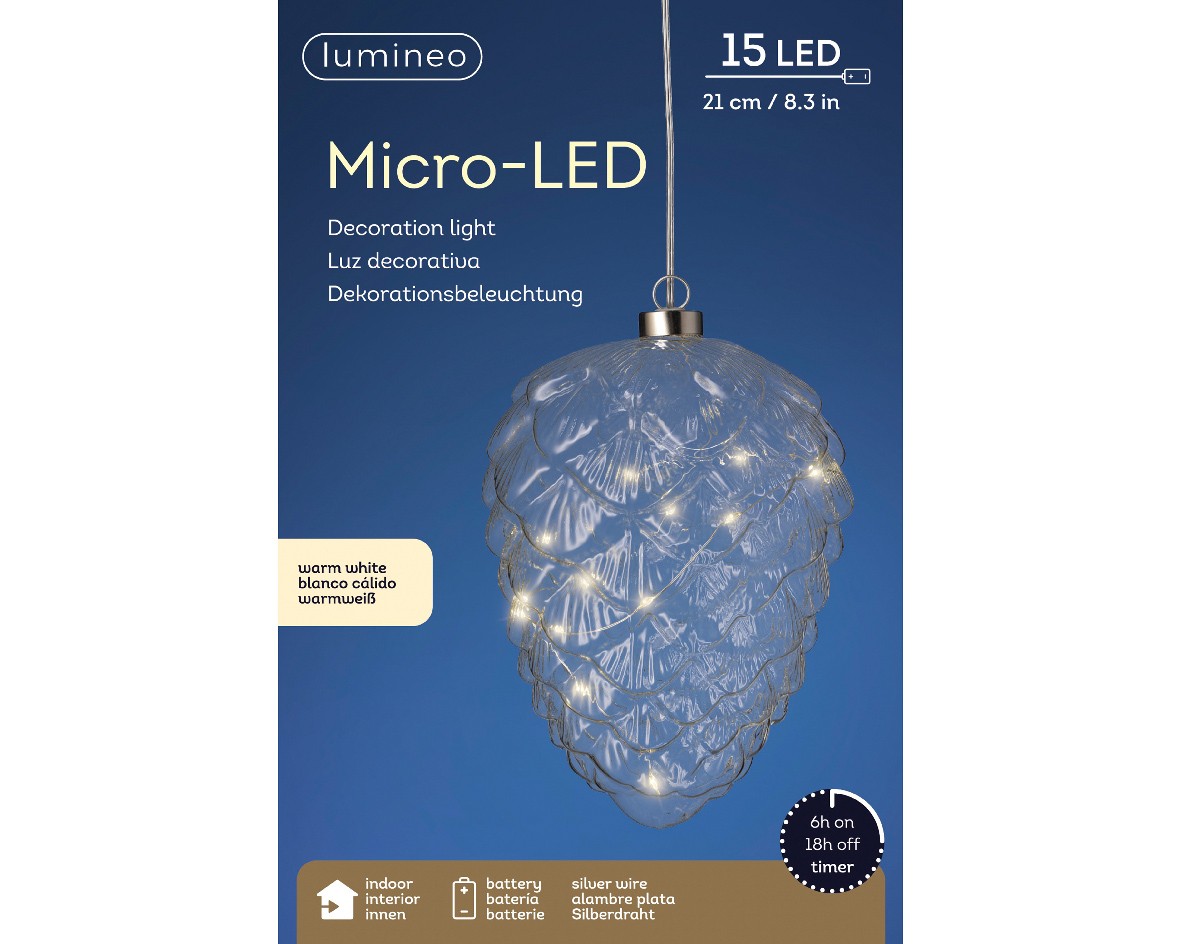 lumineo
15 LED
21 cm / 8.3 in
Micro-LED
Decoration light
Luz decorativa
Dekorationsbeleuchtung
warm white
blanco cálido
warmweiß
6h on
18h off
timer
indoor
interior
innen
battery
batería
batterie
silver wire
alambre plata
Silberdraht